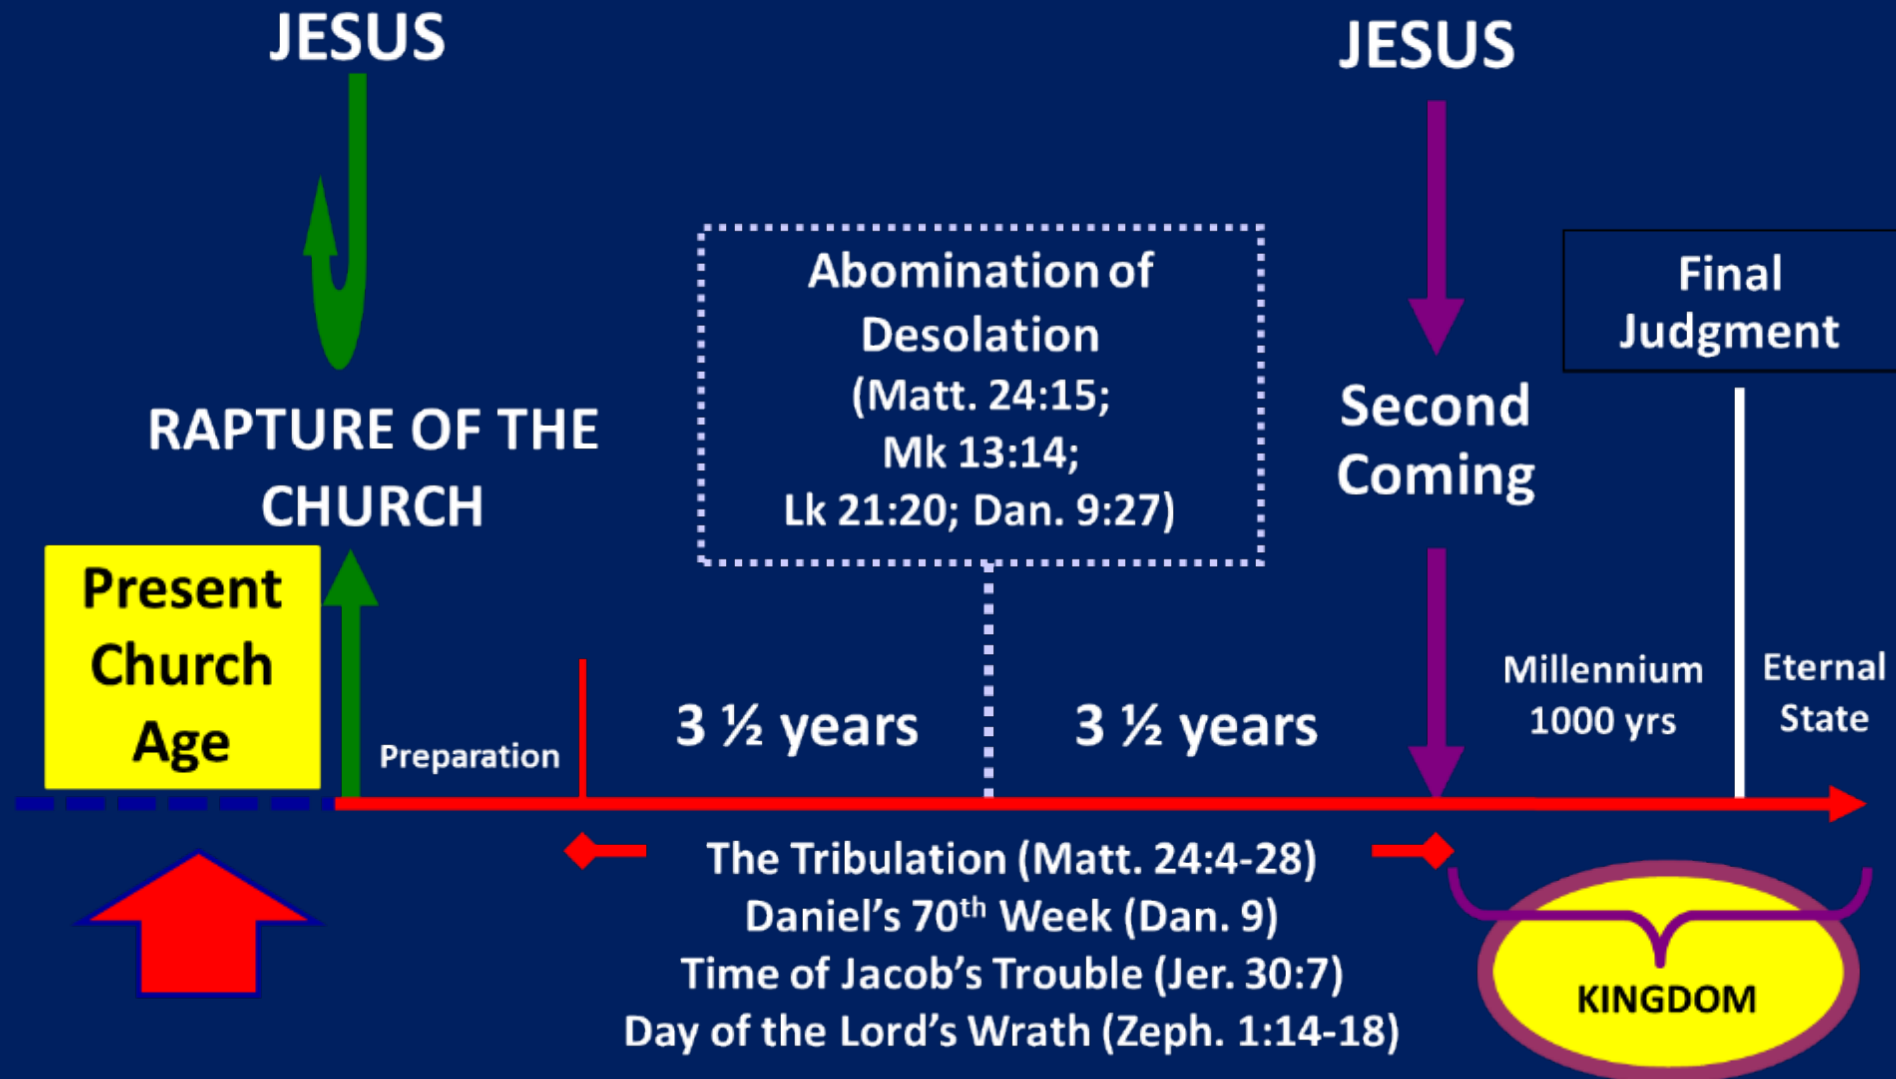 JESUS
JESUS
RAPTURE OF THE
CHURCH
Abomination of
Desolation
(Matt. 24:15;
Mk 13:14;
Lk 21:20; Dan. 9:27)
Second
Coming
Final
Judgment
Present
Church
Age
Preparation
3 ½ years
3 ½ years
Millennium
1000 yrs
Eternal
State
The Tribulation (Matt. 24:4-28)
Daniel’s 70th Week (Dan. 9)
Time of Jacob’s Trouble (Jer. 30:7)
Day of the Lord’s Wrath (Zeph. 1:14-18)
KINGDOM